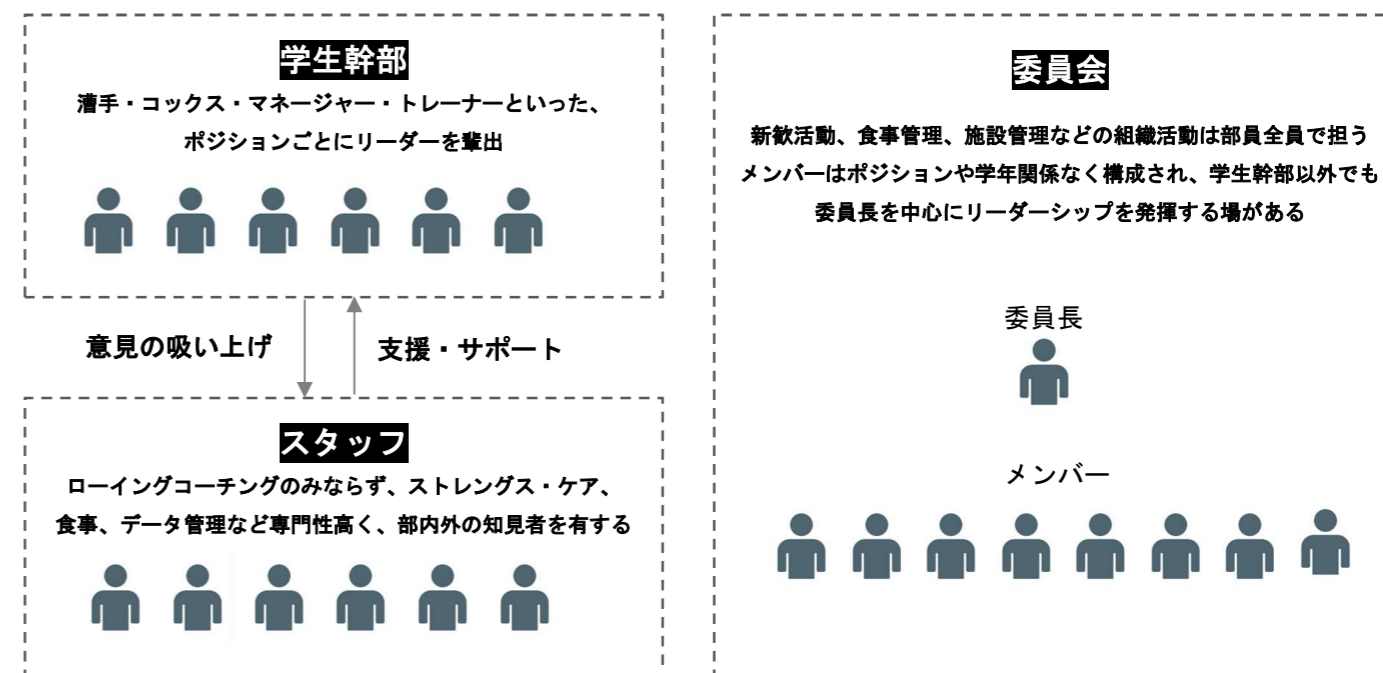 学生幹部
漕手・コックス・マネージャー・トレーナーといった、
ポジションごとにリーダーを輩出
意見の吸い上げ
支援・サポート
スタッフ
ローイングコーチングのみならず、ストレングス・ケア、
食事、データ管理など専門性高く、部内外の知見者を有する
委員会
新歓活動、食事管理、施設管理などの組織活動は部員全員で担う
メンバーはポジションや学年関係なく構成され、学生幹部以外でも
委員長を中心にリーダーシップを発揮する場がある
委員長
メンバー